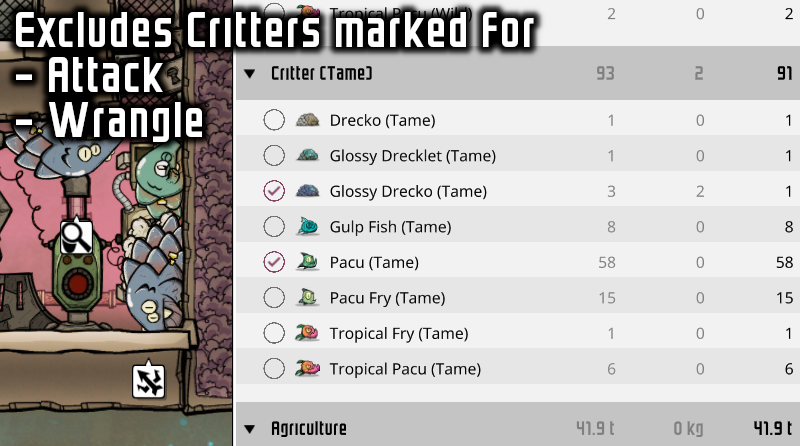 Excludes Critters marked for
- Attack
- Wrangle
Tropical Pacu (Wild) 2 0 2
Critter (Tame) 93 2 91
Drecko (Tame) 1 0 1
Glossy Drecklet (Tame) 1 0 1
Glossy Drecko (Tame) 3 2 1
Gulp Fish (Tame) 8 0 8
Pacu (Tame) 58 0 58
Pacu Fry (Tame) 15 0 15
Tropical Fry (Tame) 1 0 1
Tropical Pacu (Tame) 6 0 6
Agriculture 41.9 t 0 kg 41.9 t